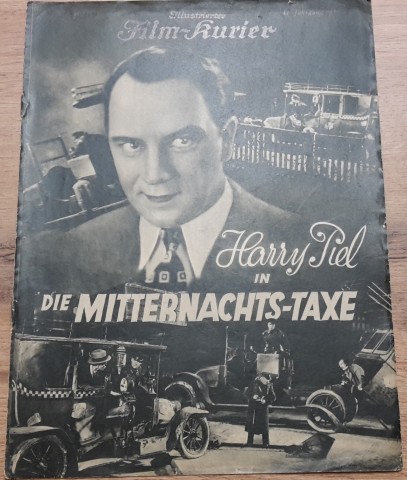 Illustrierter
Film-Kurier
Harry Piel
IN
DIE MITTERNACHTS-TAXE